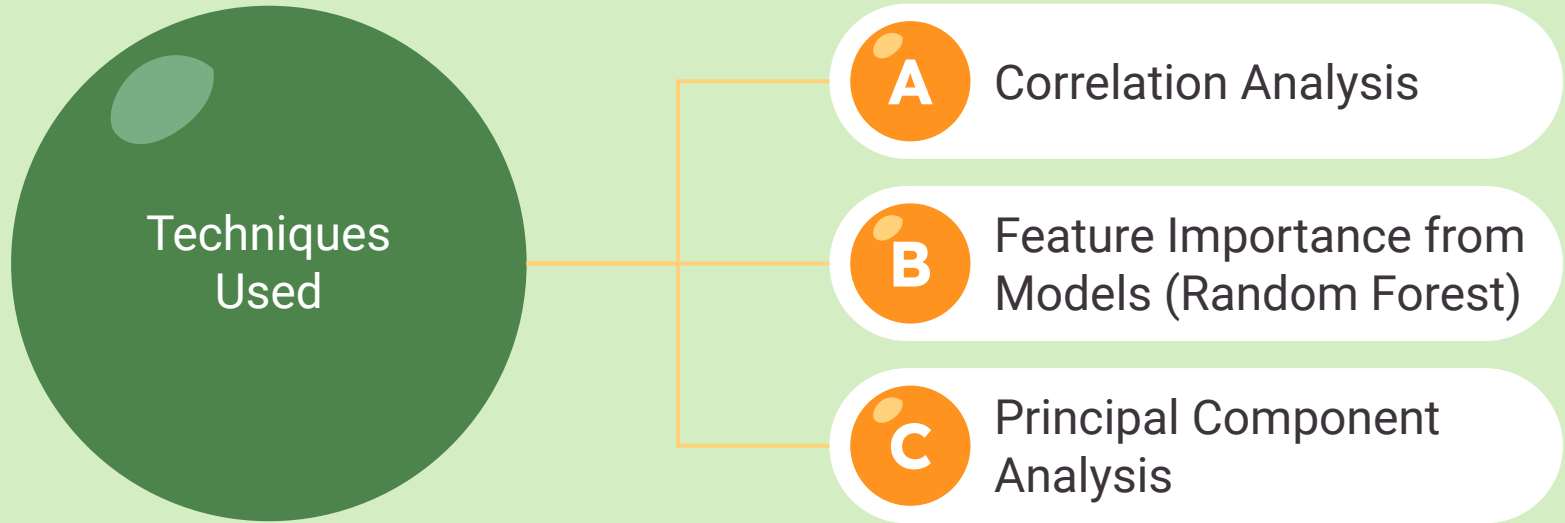 Techniques
Used
A
Correlation Analysis
B
Feature Importance from
Models (Random Forest)
C
Principal Component
Analysis